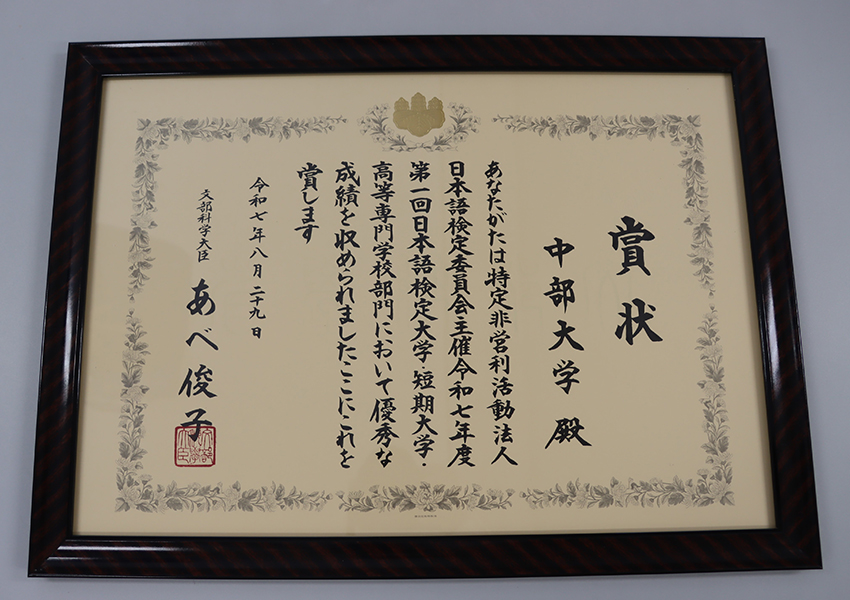 賞状
中部大学 殿
あなたがたは特定非営利活動法人
日本語検定委員会主催令和七年度
第一回日本語検定大学・短期大学・
高等専門学校部門において優秀な
成績を収められましたここにこれを
賞します
令和七年八月二十九日
文部科学大臣 あべ俊子